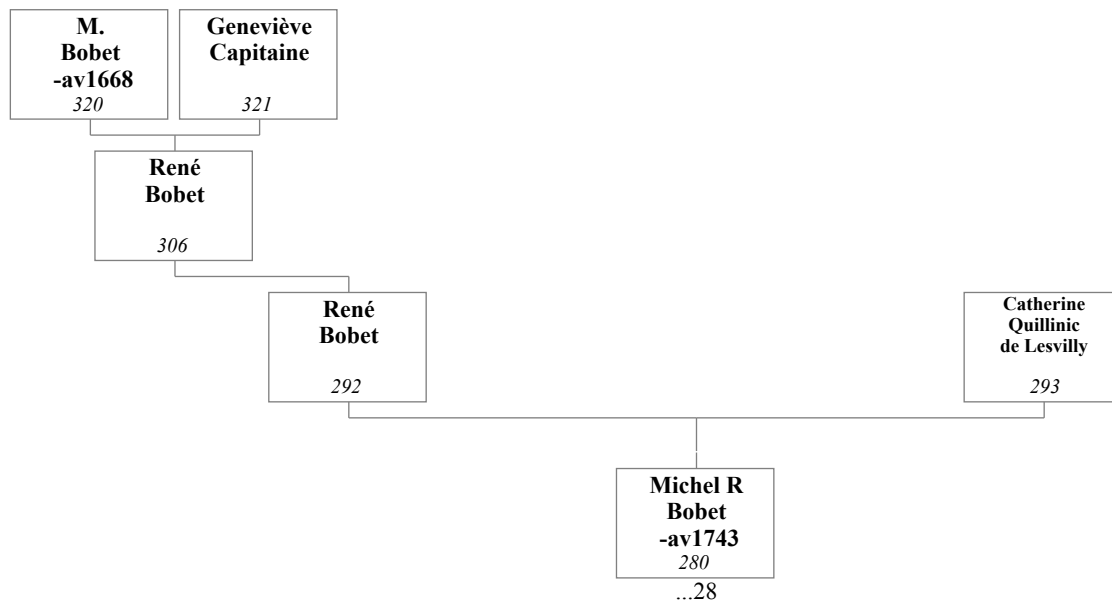 M.
Bobet
-av1668
320
Geneviève
Capitaine
321
René
Bobet
306
René
Bobet
292
Catherine
Quillinic
de Lesvilly
293
Michel R
Bobet
-av1743
280
...28